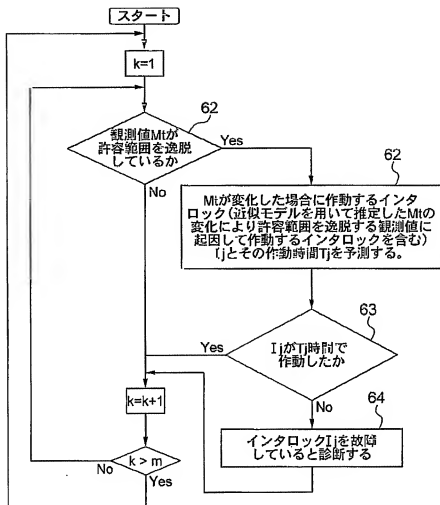 スタート
k=1
62
観測値Mtが
許容範囲を逸脱
しているか
Yes
No
62
Mtが変化した場合に作動するインタ
ロック(近似モデルを用いて推定したMtの
変化により許容範囲を逸脱する観測値に
起因して作動するインタロックを含む)
Ijとその作動時間Tjを予測する。
63
IjがTj時間で
作動したか
Yes
No
k=k+1
64
インタロックIjを故障
していると診断する
k > m
No
Yes